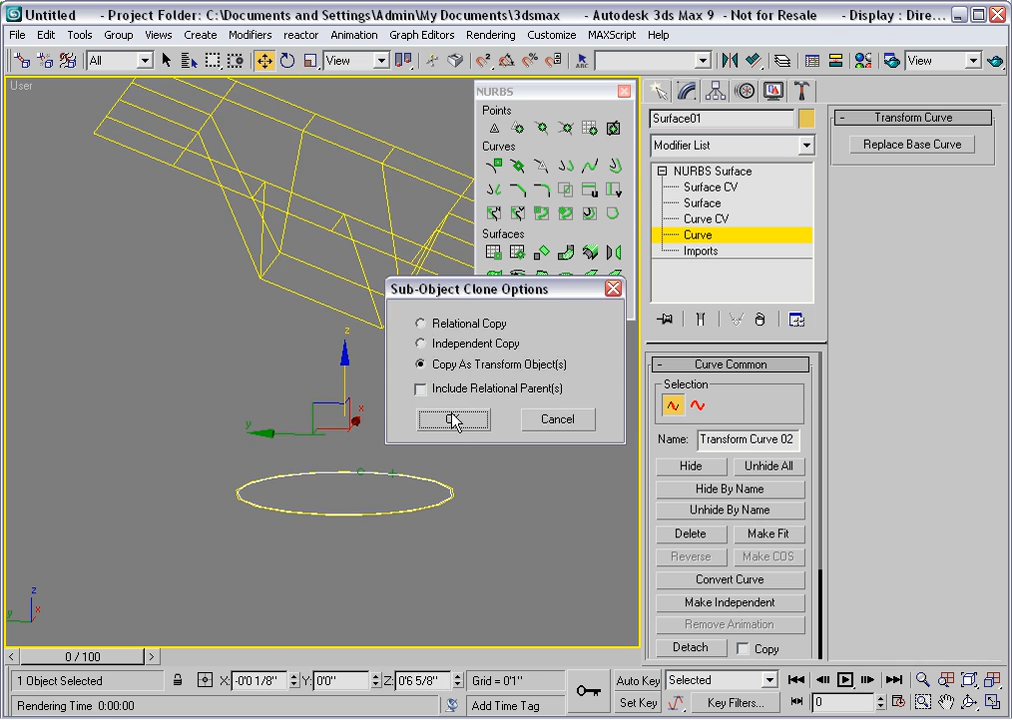 Untitled - Project Folder: C:\Documents and Settings\Admin\My Documents\3dsmax - Autodesk 3ds Max 9 - Not for Resale - Display : Dire...
File Edit Tools Group Views Create Modifiers reactor Animation Graph Editors Rendering Customize MAXScript Help
All View View
User
NURBS
Points
Curves
Surfaces
Surface01
Modifier List
NURBS Surface
Surface CV
Surface
Curve CV
Curve
Imports
Transform Curve
Replace Base Curve
Sub-Object Clone Options
Relational Copy
Independent Copy
Copy As Transform Object(s)
Include Relational Parent(s)
Cancel
z
x
y
z
x
y
Curve Common
Selection
Name: Transform Curve 02
Hide Unhide All
Hide By Name
Unhide By Name
Delete Make Fit
Reverse Make COS
Convert Curve
Make Independent
Remove Animation
Detach Copy
0 / 100
1 Object Selected X: -0'0 1/8" Y: 0'0" Z: 0'6 5/8" Grid = 0'1" Auto Key Selected
Rendering Time 0:00:00 Add Time Tag Set Key Key Filters... 0